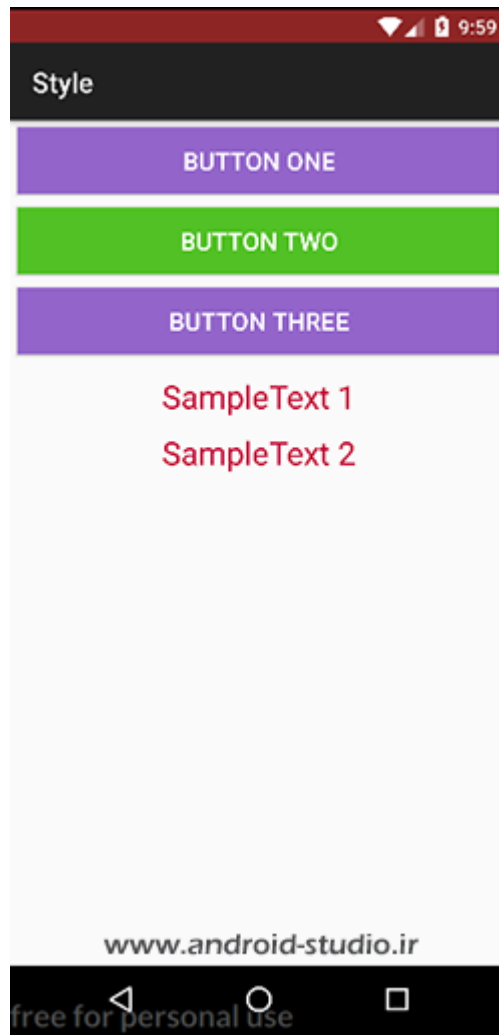 9:59
Style
BUTTON ONE
BUTTON TWO
BUTTON THREE
SampleText 1
SampleText 2
www.android-studio.ir
free for personal use